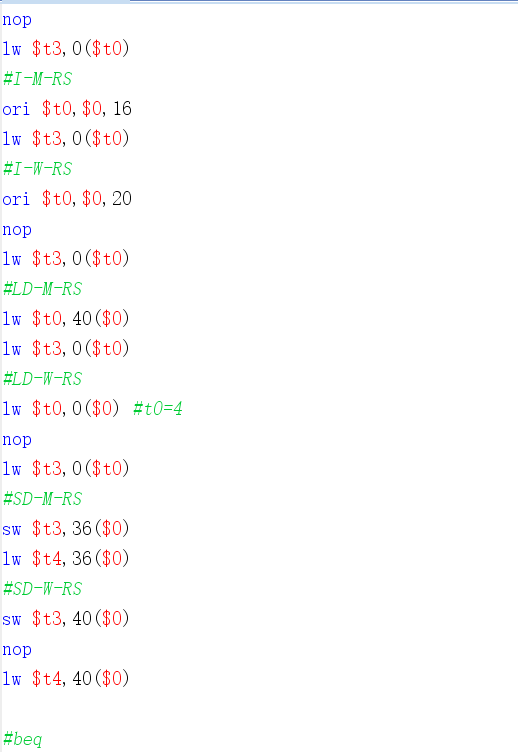 nop
lw $t3,0($t0)
#I-M-RS
ori $t0,$0,16
lw $t3,0($t0)
#I-W-RS
ori $t0,$0,20
nop
lw $t3,0($t0)
#LD-M-RS
lw $t0,40($0)
lw $t3,0($t0)
#LD-W-RS
lw $t0,0($0) #t0=4
nop
lw $t3,0($t0)
#SD-M-RS
sw $t3,36($0)
lw $t4,36($0)
#SD-W-RS
sw $t3,40($0)
nop
lw $t4,40($0)
#beq